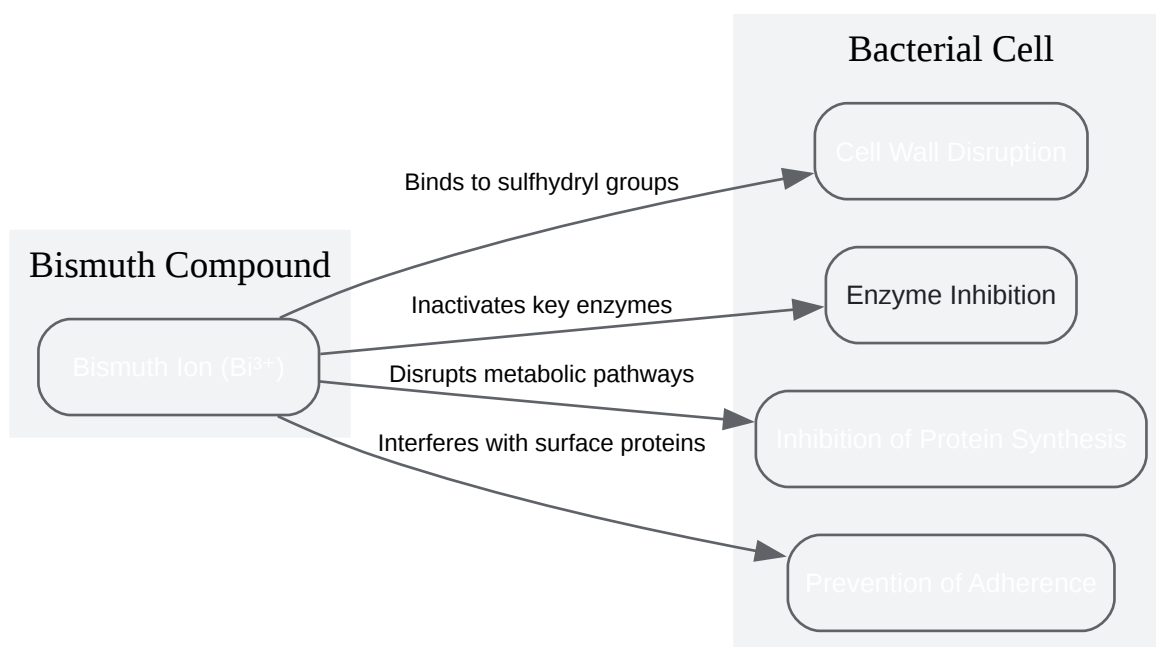 Bacterial Cell
Cell Wall Disruption
Binds to sulfhydryl groups
Bismuth Compound
Enzyme Inhibition
Inactivates key enzymes
Bismuth Ion (Bi³⁺)
Disrupts metabolic pathways
Inhibition of Protein Synthesis
Interferes with surface proteins
Prevention of Adherence